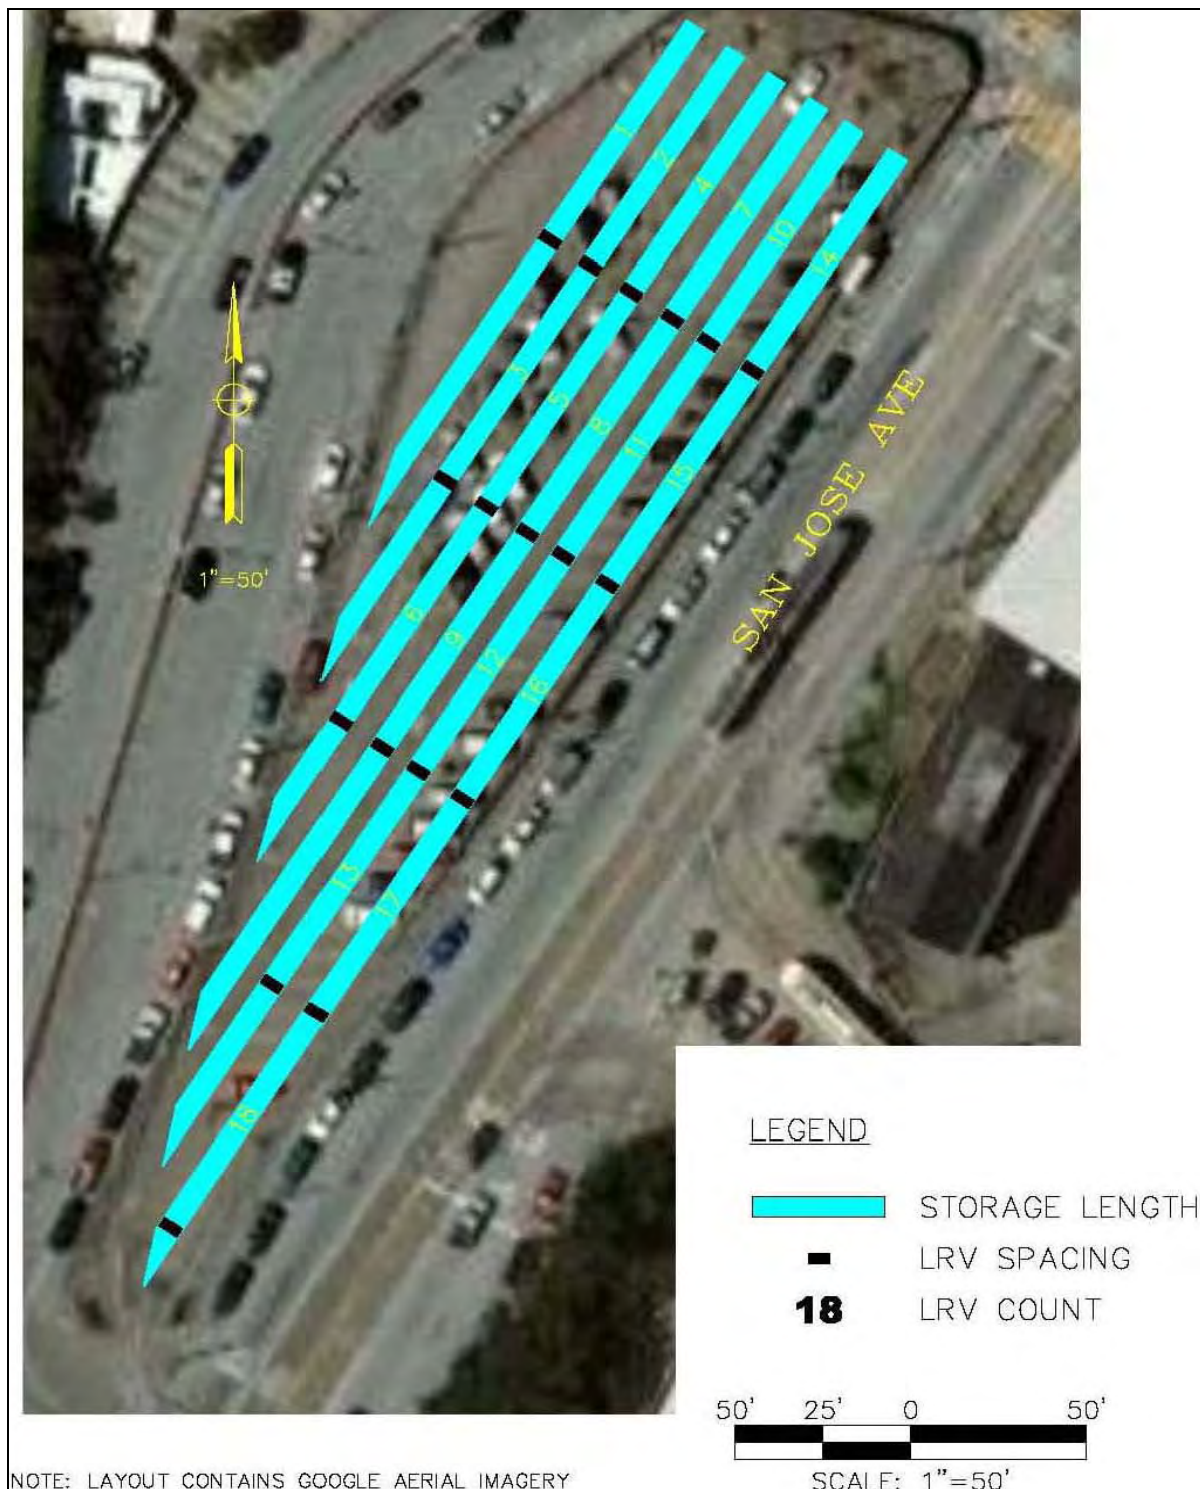 1
2
4
7
10
14
3
5
8
11
15
SAN JOSE AVE
1"=50'
6
9
12
16
13
17
18
LEGEND
STORAGE LENGTH
LRV SPACING
18 LRV COUNT
50' 25' 0 50'
SCALE: 1"=50'
NOTE: LAYOUT CONTAINS GOOGLE AERIAL IMAGERY